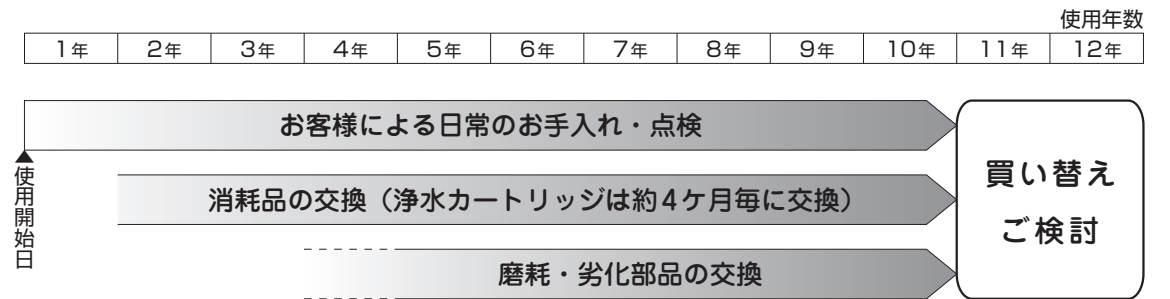 使用年数
1年 2年 3年 4年 5年 6年 7年 8年 9年 10年 11年 12年
お客様による日常のお手入れ・点検
▲使用開始日
消耗品の交換（浄水カートリッジは約4ケ月毎に交換）
磨耗・劣化部品の交換
買い替え
ご検討